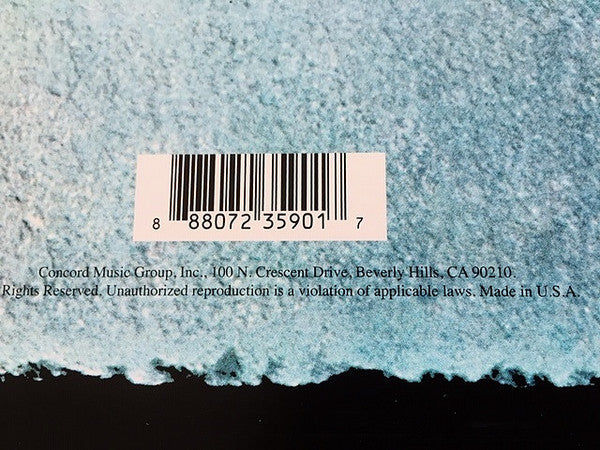 8 88072 35901 7
Concord Music Group, Inc., 100 N. Crescent Drive, Beverly Hills, CA 90210.
Rights Reserved. Unauthorized reproduction is a violation of applicable laws. Made in U.S.A.